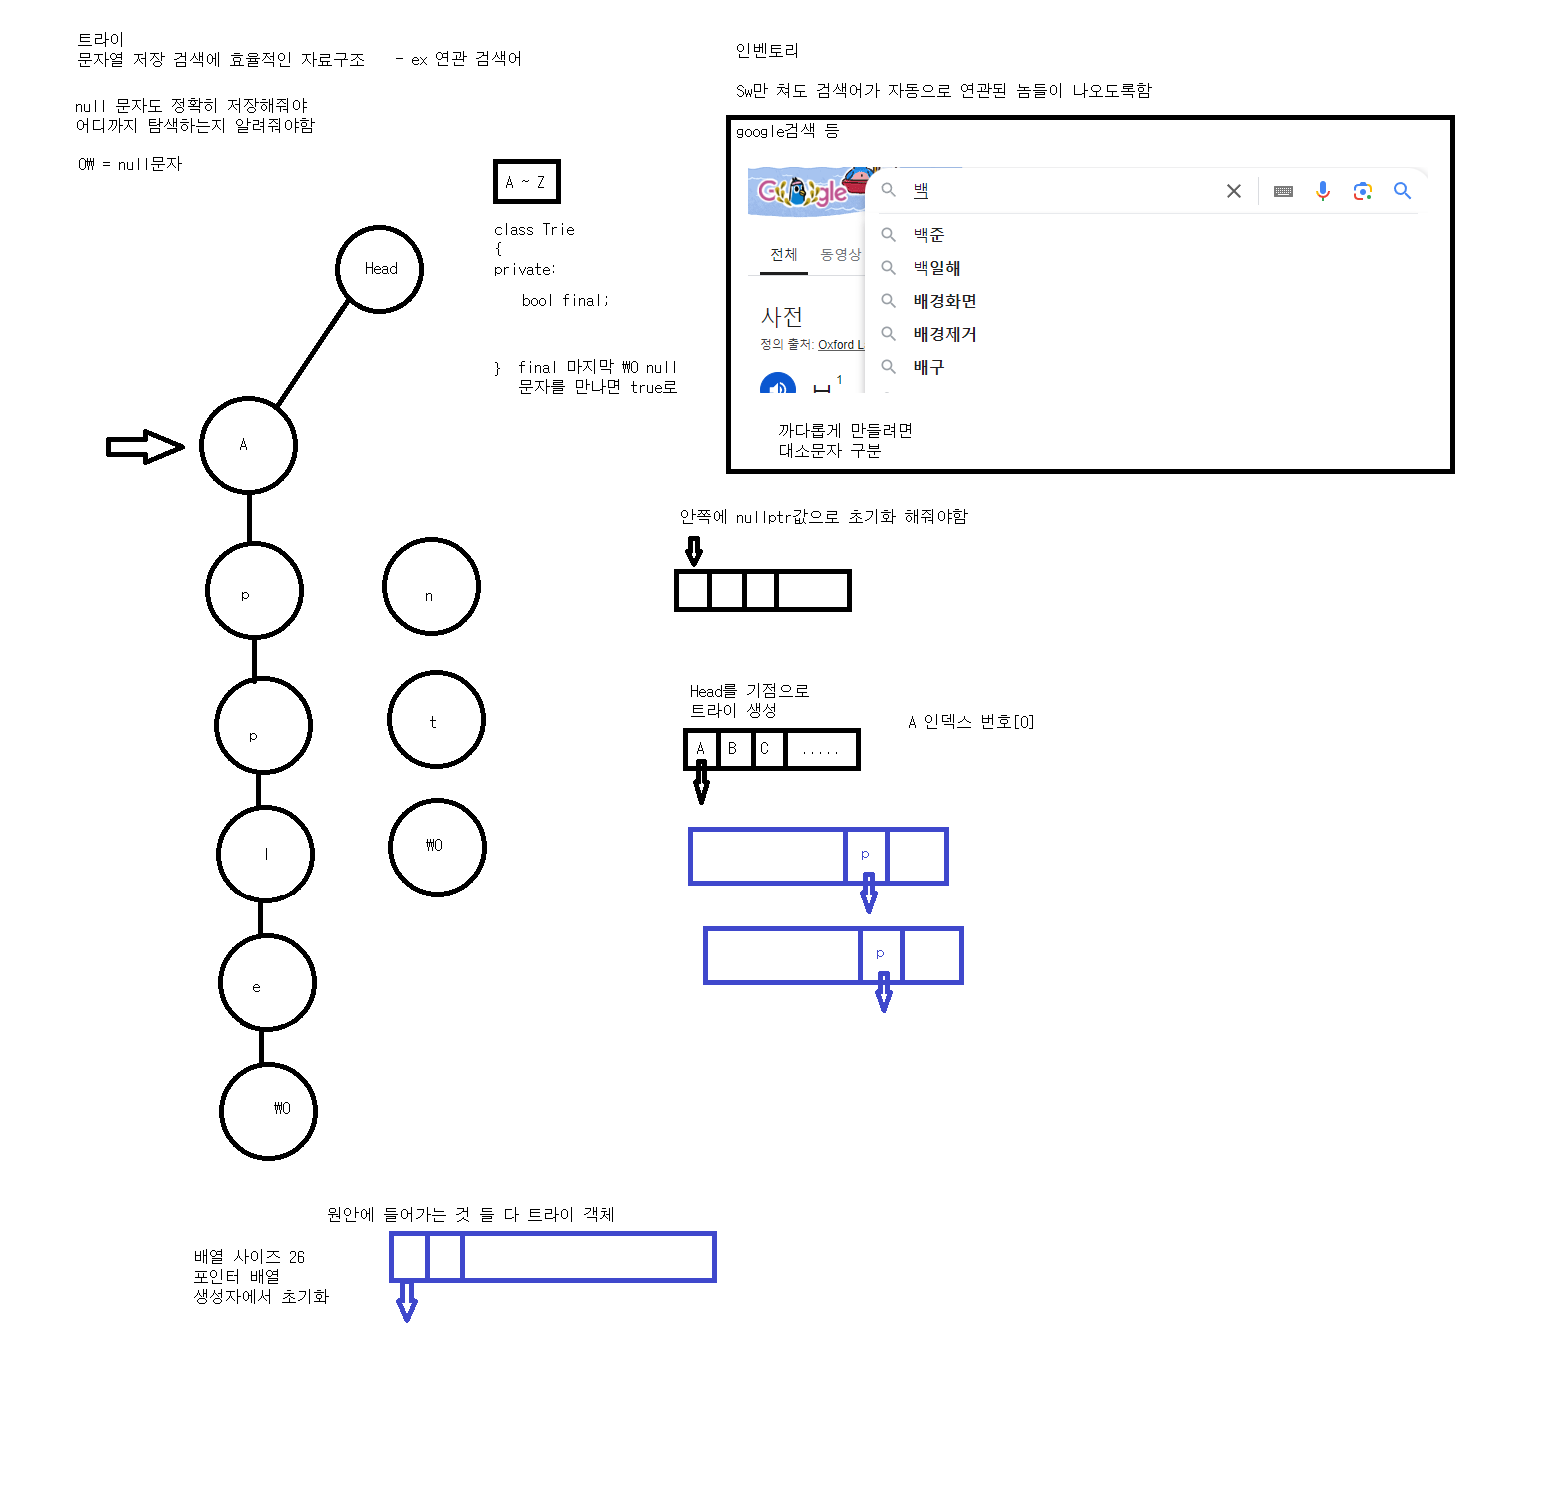 트라이
문자열 저장 검색에 효율적인 자료구조   - ex 연관 검색어
null 문자도 정확히 저장해줘야
어디까지 탐색하는지 알려줘야함
0₩ = null문자
A ~ Z
class Trie
{
private:
bool final;
}  final 마지막 ₩0 null
문자를 만나면 true로
Head
A
p
p
l
e
₩0
n
t
₩0
인벤토리
Sw만 쳐도 검색어가 자동으로 연관된 놈들이 나오도록함
google검색 등
Google
백
백준
백일해
배경화면
배경제거
배구
전체
동영상
사전
정의 출처: Oxford L
1
까다롭게 만들려면
대소문자 구분
안쪽에 nullptr값으로 초기화 해줘야함
Head를 기점으로
트라이 생성
A 인덱스 번호[0]
A B C .....
p
p
원안에 들어가는 것 들 다 트라이 객체
배열 사이즈 26
포인터 배열
생성자에서 초기화